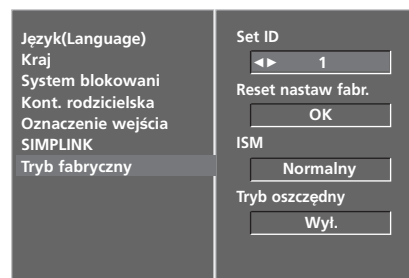 Język(Language)
Kraj
System blokowani
Kont. rodzicielska
Oznaczenie wejścia
SIMPLINK
Tryb fabryczny
Set ID
◄► 1
Reset nastaw fabr.
OK
ISM
Normalny
Tryb oszczędny
Wył.